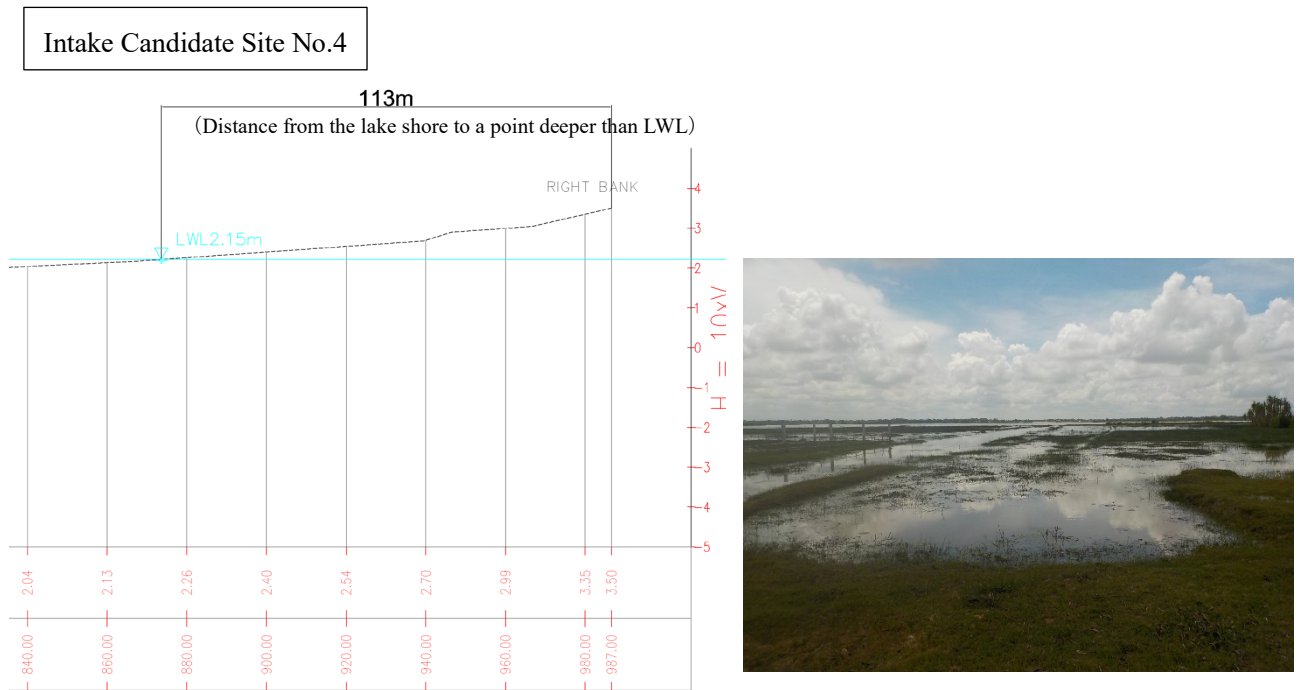 Intake Candidate Site No.4
113m
（Distance from the lake shore to a point deeper than LWL）
RIGHT BANK
LWL2.15m
4
3
2
1
0
-1
-2
-3
-4
-5
H = 10xV
2.04 2.13 2.26 2.40 2.54 2.70 2.99 3.35 3.50
840.00 860.00 880.00 900.00 920.00 940.00 960.00 980.00 987.00